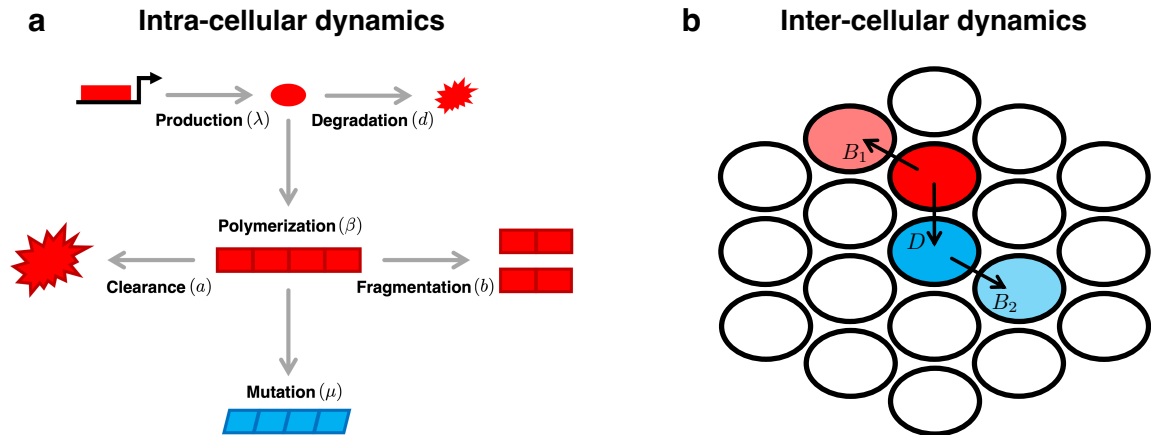 a Intra-cellular dynamics
b Inter-cellular dynamics
Production (λ)
Degradation (d)
Polymerization (β)
Clearance (a)
Fragmentation (b)
Mutation (μ)
B1
D
B2